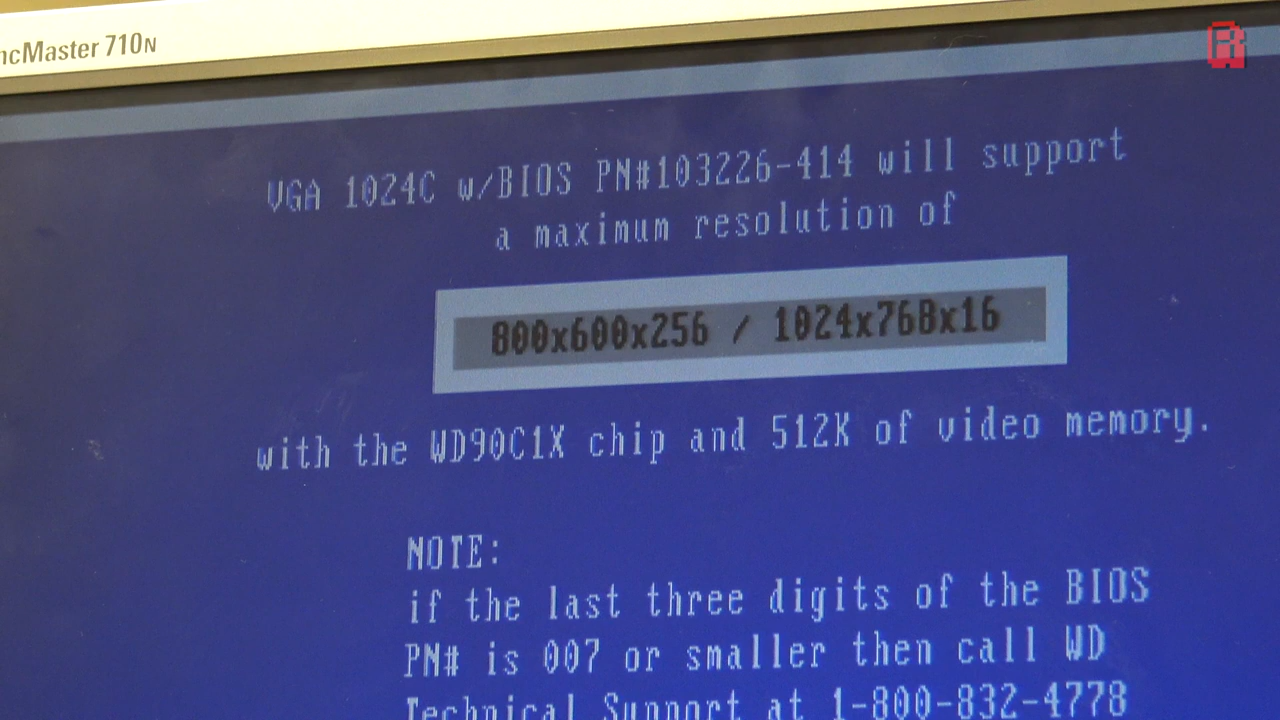 ncMaster 710N
VGA 1024C w/BIOS PN#103226-414 will support
a maximum resolution of
800x600x256 / 1024x768x16
with the WD90C1X chip and 512K of video memory.
NOTE:
if the last three digits of the BIOS
PN# is 007 or smaller then call WD
Technical Support at 1-800-832-4778